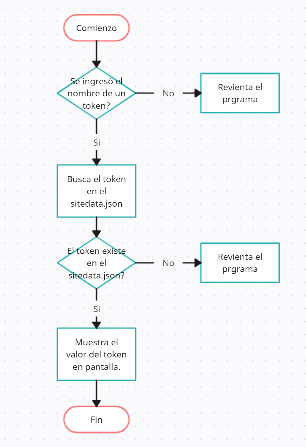 Comienzo
Se ingresó el
nombre de un
token?
No
Revienta el
prgrama
Si
Busca el token
en el
sitedata.json
El token existe
en el
sitedata.json?
No
Revienta el
prgrama
Si
Muestra el
valor del token
en pantalla.
Fin